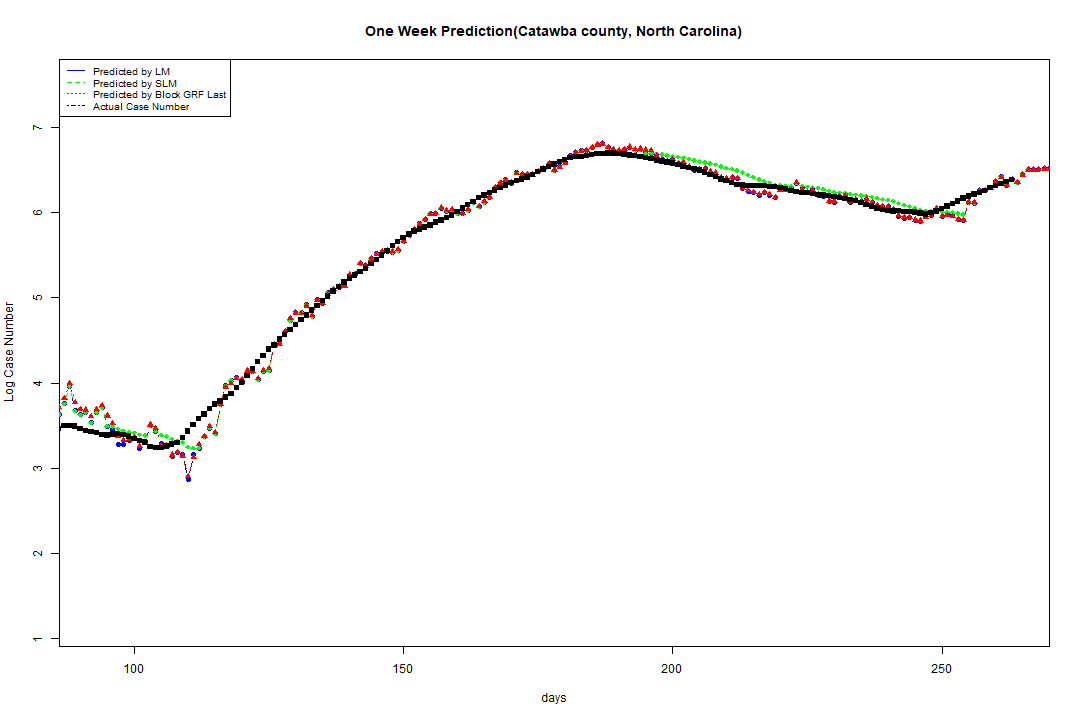 One Week Prediction(Catawba county, North Carolina)
Predicted by LM
Predicted by SLM
Predicted by Block GRF Last
Actual Case Number
7
6
5
4
3
2
1
Log Case Number
100
150
200
250
days